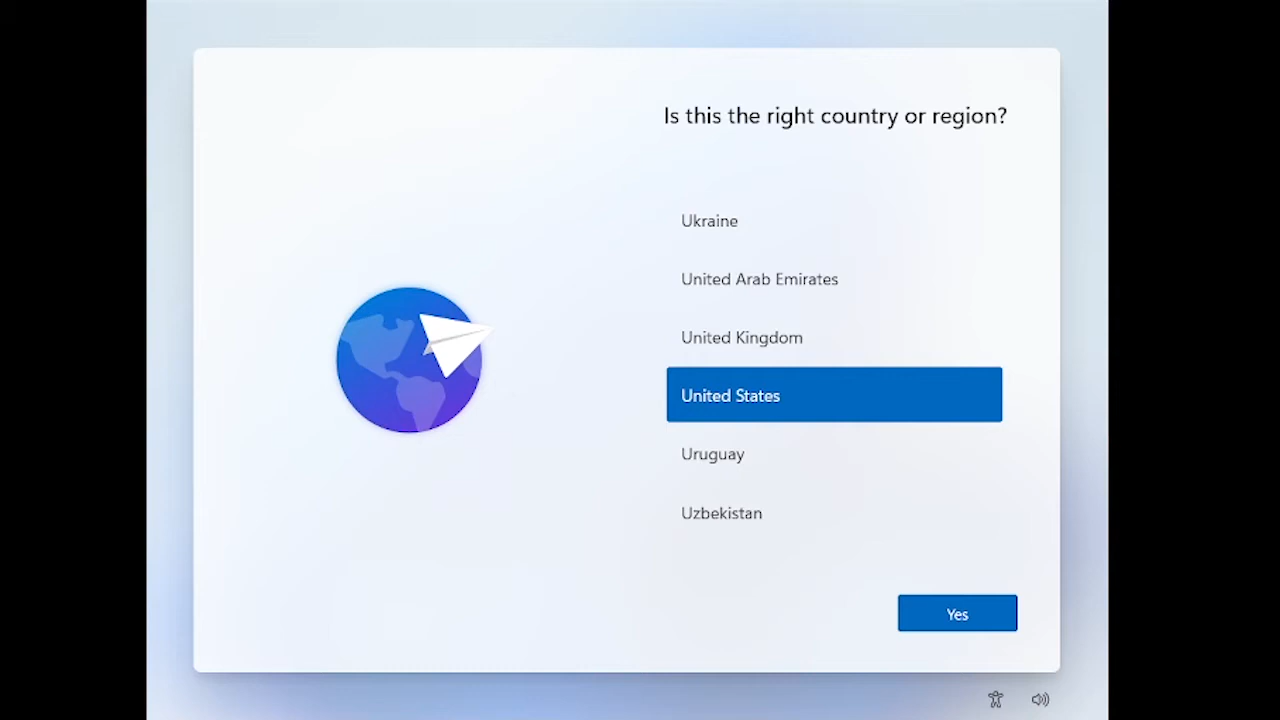 Is this the right country or region?
Ukraine
United Arab Emirates
United Kingdom
United States
Uruguay
Uzbekistan
Yes